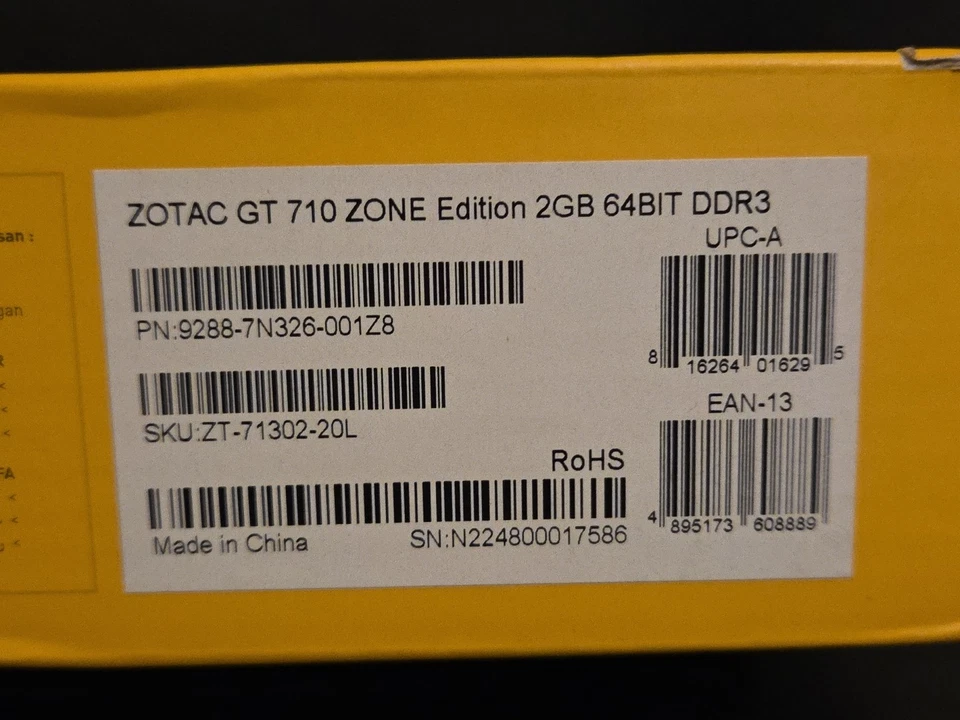 ZOTAC GT 710 ZONE Edition 2GB 64BIT DDR3
UPC-A
PN:9288-7N326-001Z8
8 16264 01629 5
EAN-13
SKU:ZT-71302-20L
RoHS
4 895173 608889
Made in China
SN:N224800017586
san :
gan
R
<
<
<
FA
<
<
<